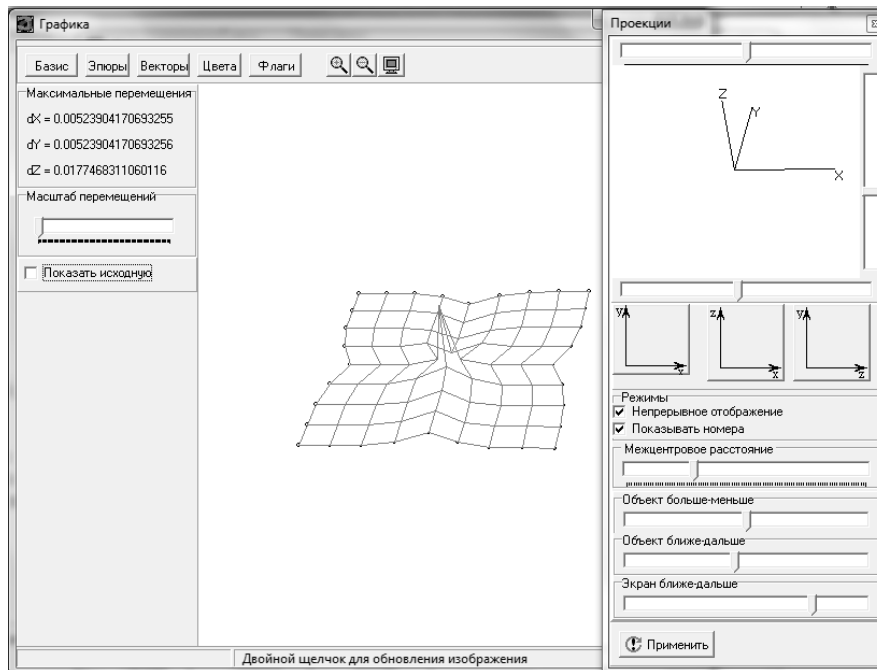 Графика
Базис Эпюры Векторы Цвета Флаги
Максимальные перемещения
dX = 0.00523904170693255
dY = 0.00523904170693256
dZ = 0.0177468311060116
Масштаб перемещений
Показать исходную
Двойной щелчок для обновления изображения
Проекции
Z
Y
X
y z y
x x z
Режимы
Непрерывное отображение
Показывать номера
Межцентровое расстояние
Объект больше-меньше
Объект ближе-дальше
Экран ближе-дальше
Применить